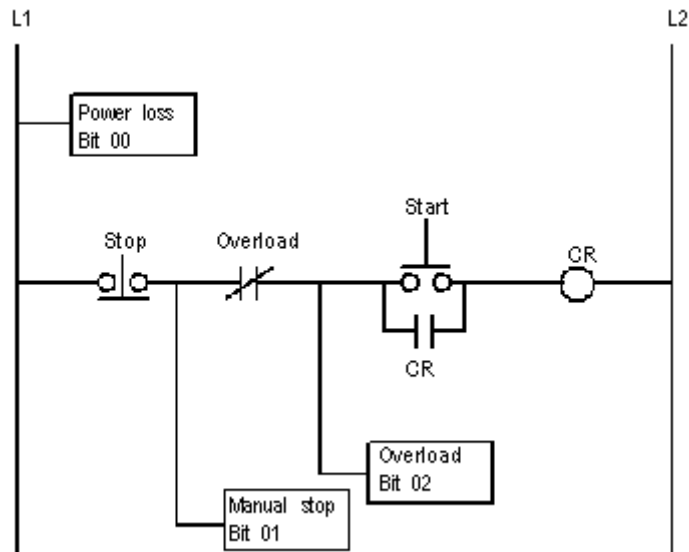 L1
L2
Power loss
Bit 00
Start
Stop
Overload
CR
CR
Overload
Bit 02
Manual stop
Bit 01